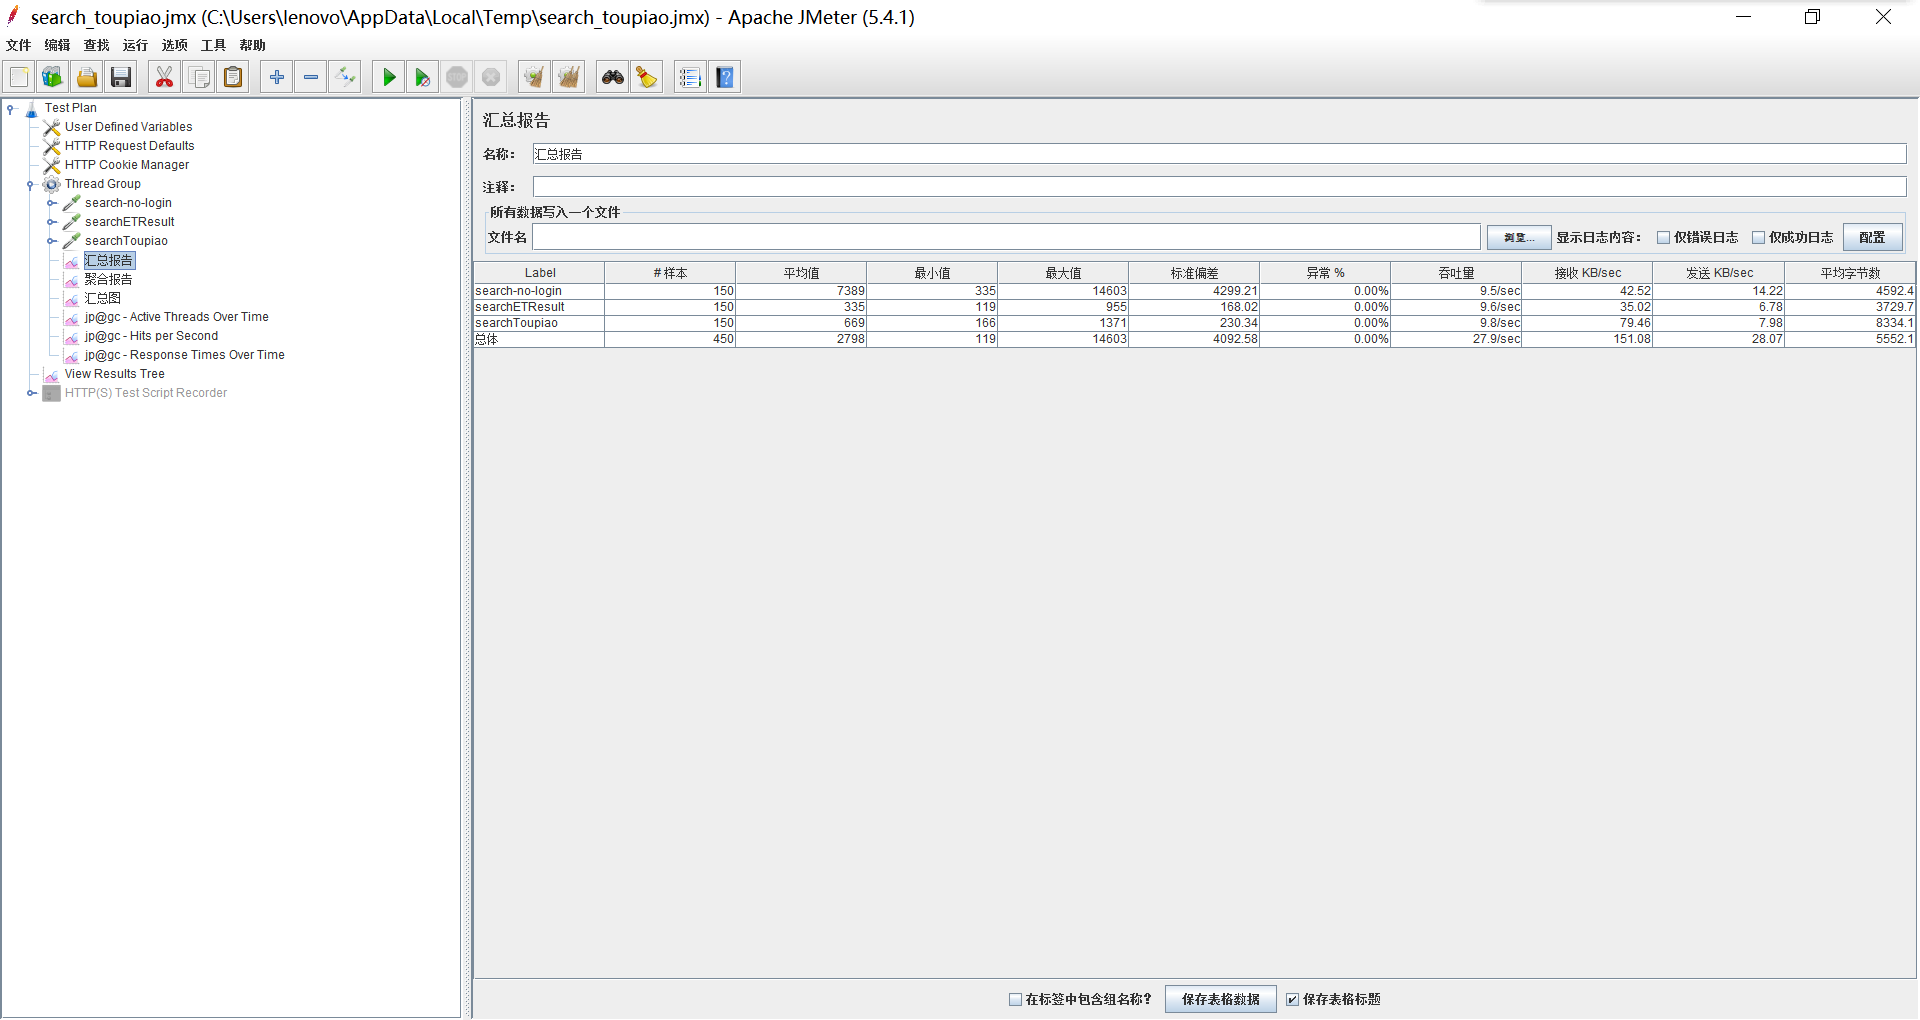 search_toupiao.jmx (C:\Users\lenovo\AppData\Local\Temp\search_toupiao.jmx) - Apache JMeter (5.4.1)
文件 编辑 查找 运行 选项 工具 帮助
Test Plan
User Defined Variables
HTTP Request Defaults
HTTP Cookie Manager
Thread Group
search-no-login
searchETResult
searchToupiao
汇总报告
聚合报告
汇总图
jp@gc - Active Threads Over Time
jp@gc - Hits per Second
jp@gc - Response Times Over Time
View Results Tree
HTTP(S) Test Script Recorder
汇总报告
名称： 汇总报告
注释：
所有数据写入一个文件
文件名 浏览... 显示日志内容： 仅错误日志 仅成功日志 配置
Label # 样本 平均值 最小值 最大值 标准偏差 异常 % 吞吐量 接收 KB/sec 发送 KB/sec 平均字节数
search-no-login 150 7389 335 14603 4299.21 0.00% 9.5/sec 42.52 14.22 4592.4
searchETResult 150 335 119 955 168.02 0.00% 9.6/sec 35.02 6.78 3729.7
searchToupiao 150 669 166 1371 230.34 0.00% 9.8/sec 79.46 7.98 8334.1
总体 450 2798 119 14603 4092.58 0.00% 27.9/sec 151.08 28.07 5552.1
在标签中包含组名称？ 保存表格数据 保存表格标题